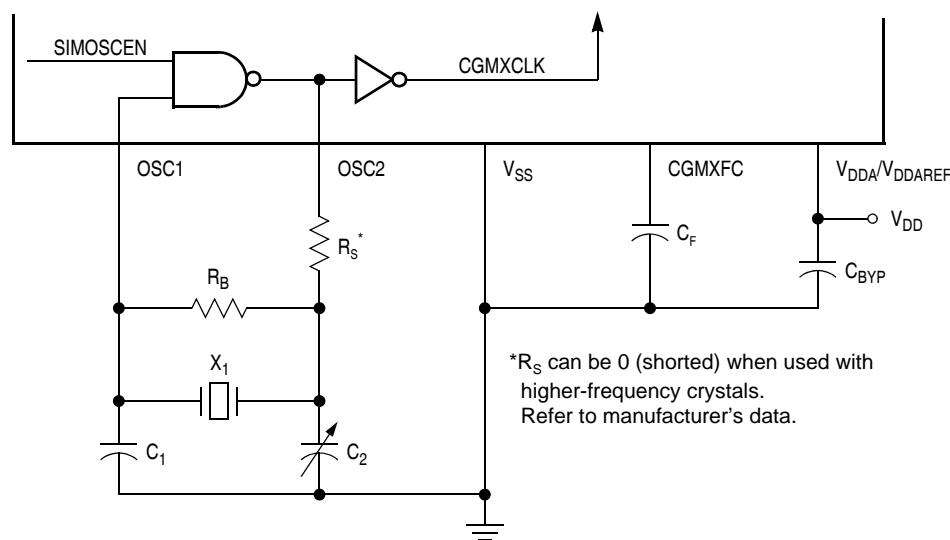 SIMOSCEN
CGMXCLK
OSC1
OSC2
VSS
CGMXFC
VDDA/VDDAREF
VDD
RS*
CF
CBYP
RB
X1
*RS can be 0 (shorted) when used with
higher-frequency crystals.
Refer to manufacturer's data.
C1
C2